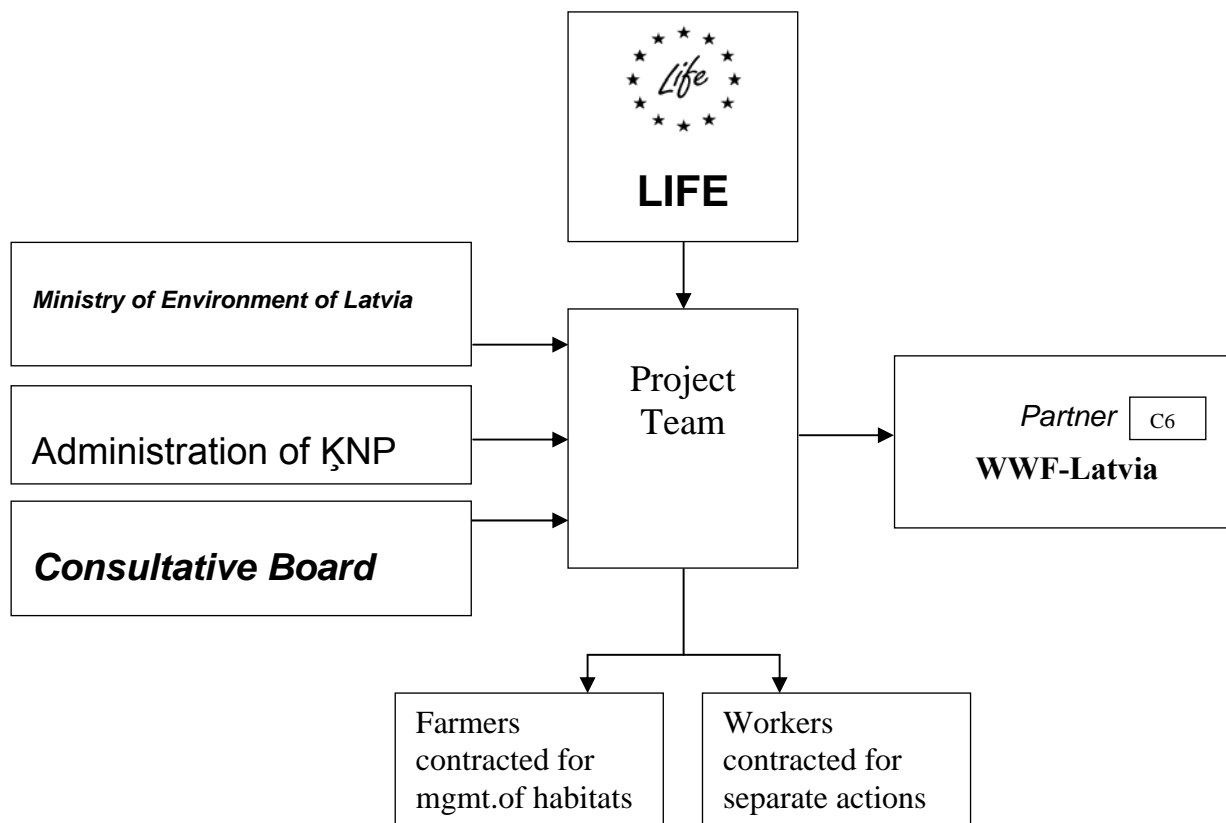 Life
LIFE
Ministry of Environment of Latvia
Administration of ĶNP
Consultative Board
Project
Team
Partner C6
WWF-Latvia
Farmers
contracted for
mgmt.of habitats
Workers
contracted for
separate actions